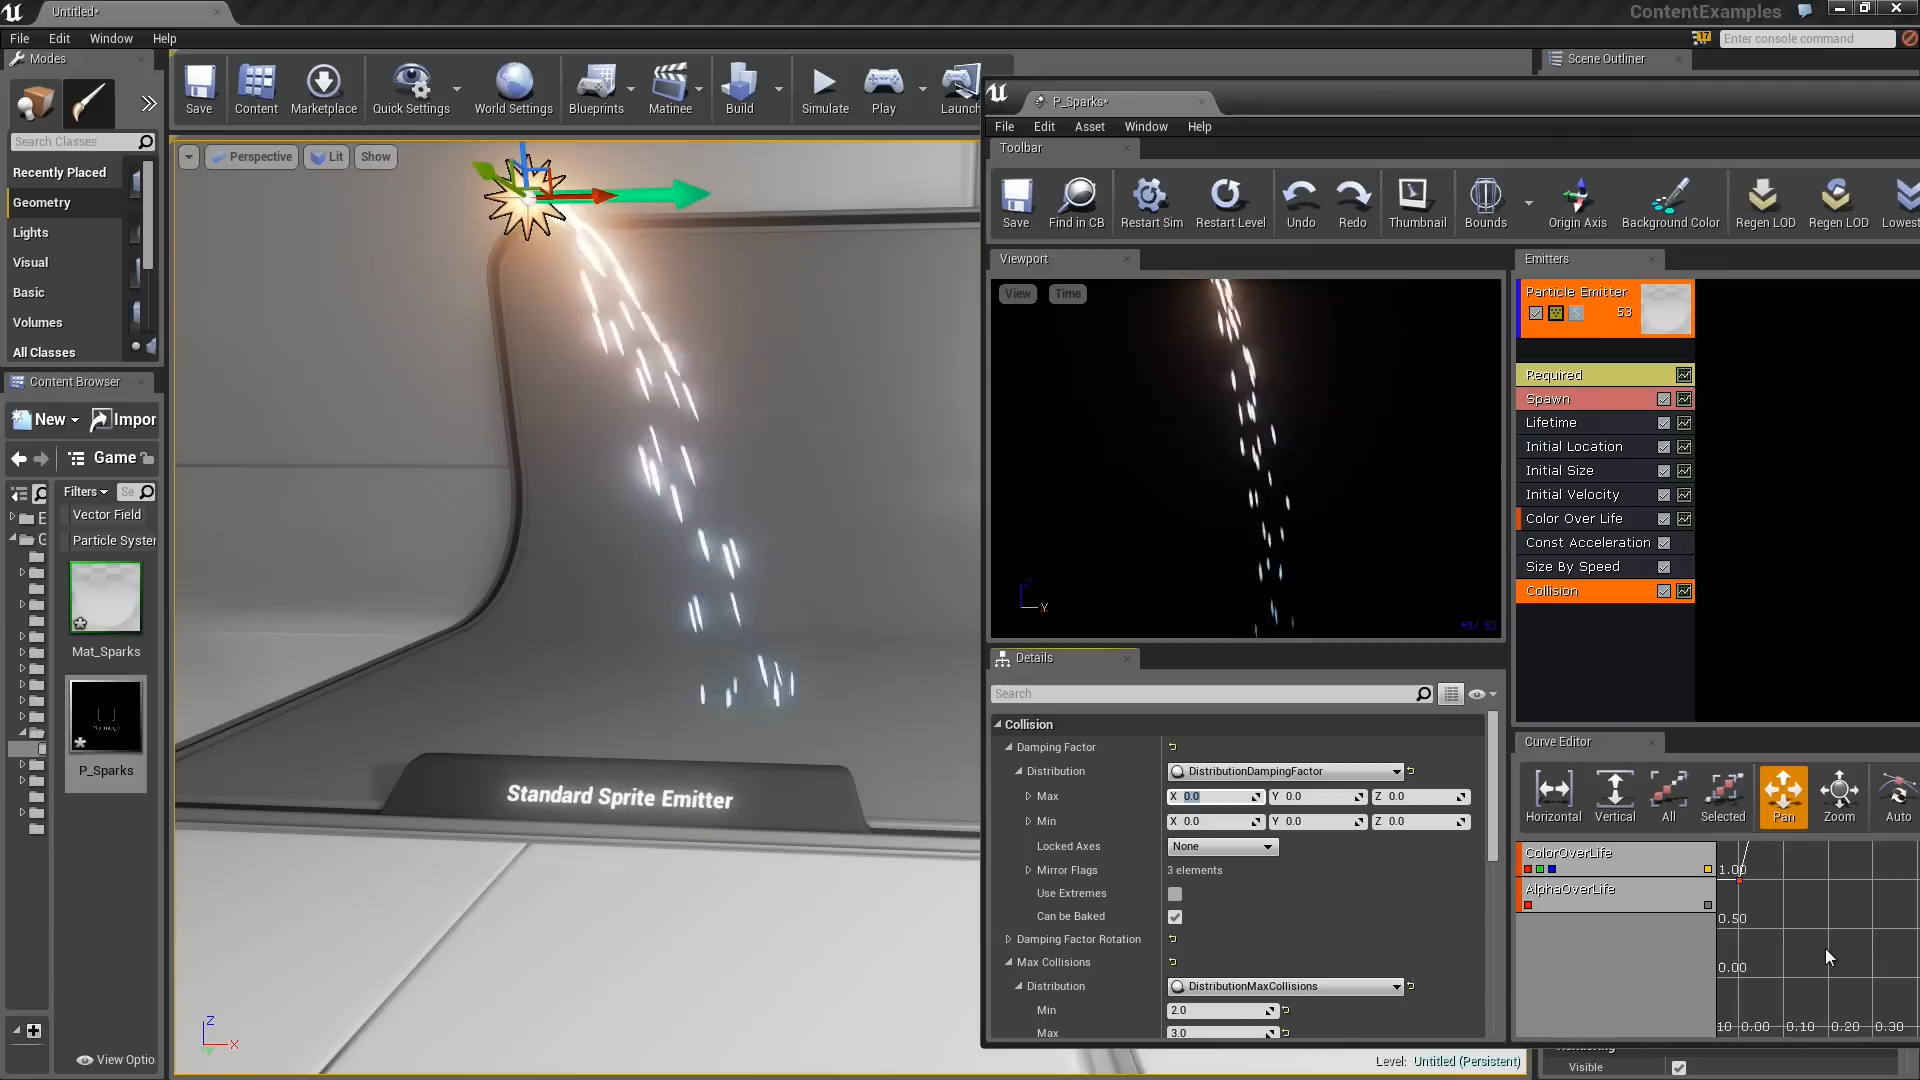 Untitled*
ContentExamples
File Edit Window Help
17
Enter console command
Modes
Save
Content
Marketplace
Quick Settings
World Settings
Blueprints
Matinee
Build
Simulate
Play
Launch
Scene Outliner
Search Classes
Recently Placed
Geometry
Lights
Visual
Basic
Volumes
All Classes
Content Browser
New
Impor
Game
Filters
Se
Vector Field
Particle Syster
E
G
Mat_Sparks
P_Sparks
View Optio
Perspective
Lit
Show
Standard Sprite Emitter
Z
X
Level: Untitled (Persistent)
P_Sparks*
File Edit Asset Window Help
Toolbar
Save
Find in CB
Restart Sim
Restart Level
Undo
Redo
Thumbnail
Bounds
Origin Axis
Background Color
Regen LOD
Regen LOD
Lowest
Viewport
View
Time
Z
Y
Emitters
Particle Emitter
S
53
Required
Spawn
Lifetime
Initial Location
Initial Size
Initial Velocity
Color Over Life
Const Acceleration
Size By Speed
Collision
Details
Search
Collision
Damping Factor
Distribution DistributionDampingFactor
Max X 0.0 Y 0.0 Z 0.0
Min X 0.0 Y 0.0 Z 0.0
Locked Axes None
Mirror Flags 3 elements
Use Extremes
Can be Baked
Damping Factor Rotation
Max Collisions
Distribution DistributionMaxCollisions
Min 2.0
Max 3.0
Curve Editor
Horizontal
Vertical
All
Selected
Pan
Zoom
Auto
ColorOverLife
AlphaOverLife
1.00
0.50
0.00
10 0.00 0.10 0.20 0.30
Visible